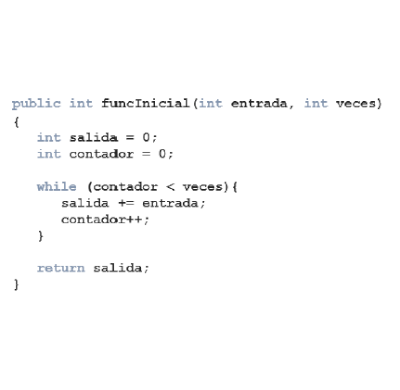 public int funcInicial(int entrada, int veces)
{
int salida = 0;
int contador = 0;
while (contador < veces){
salida += entrada;
contador++;
}
return salida;
}